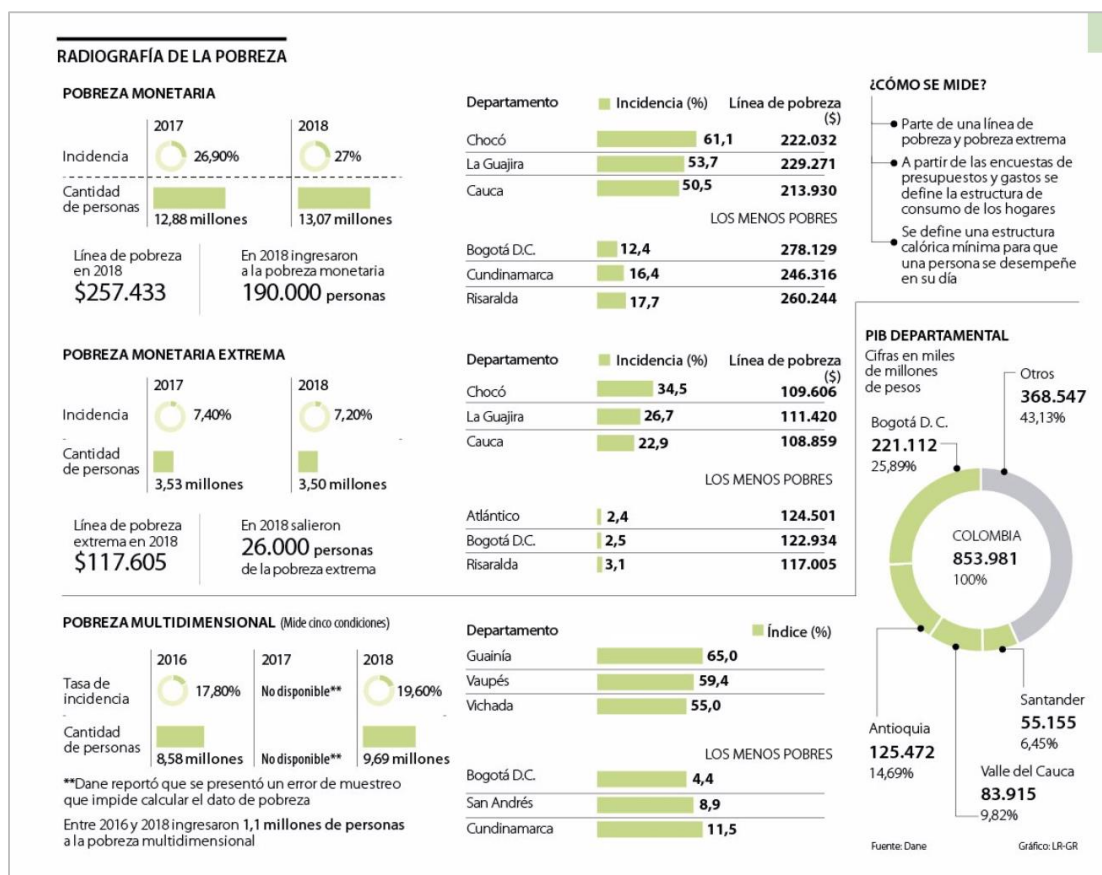 RADIOGRAFÍA DE LA POBREZA
POBREZA MONETARIA
2017 2018
Incidencia 26,90% 27%
Cantidad
de personas
12,88 millones 13,07 millones
Línea de pobreza
en 2018
$257.433
En 2018 ingresaron
a la pobreza monetaria
190.000 personas
Departamento Incidencia (%) Línea de pobreza
($)
Chocó 61,1 222.032
La Guajira 53,7 229.271
Cauca 50,5 213.930
LOS MENOS POBRES
Bogotá D.C. 12,4 278.129
Cundinamarca 16,4 246.316
Risaralda 17,7 260.244
¿CÓMO SE MIDE?
Parte de una línea de
pobreza y pobreza extrema
A partir de las encuestas de
presupuestos y gastos se
define la estructura de
consumo de los hogares
Se define una estructura
calórica mínima para que
una persona se desempeñe
en su día
POBREZA MONETARIA EXTREMA
2017 2018
Incidencia 7,40% 7,20%
Cantidad
de personas
3,53 millones 3,50 millones
Línea de pobreza
extrema en 2018
$117.605
En 2018 salieron
26.000 personas
de la pobreza extrema
Departamento Incidencia (%) Línea de pobreza
($)
Chocó 34,5 109.606
La Guajira 26,7 111.420
Cauca 22,9 108.859
LOS MENOS POBRES
Atlántico 2,4 124.501
Bogotá D.C. 2,5 122.934
Risaralda 3,1 117.005
PIB DEPARTAMENTAL
Cifras en miles
de millones
de pesos
Otros
368.547
43,13%
Bogotá D. C.
221.112
25,89%
COLOMBIA
853.981
100%
Antioquia
125.472
14,69%
Valle del Cauca
83.915
9,82%
Santander
55.155
6,45%
POBREZA MULTIDIMENSIONAL (Mide cinco condiciones)
2016 2017 2018
Tasa de
incidencia
17,80% No disponible** 19,60%
Cantidad
de personas
8,58 millones No disponible** 9,69 millones
**Dane reportó que se presentó un error de muestreo
que impide calcular el dato de pobreza
Entre 2016 y 2018 ingresaron 1,1 millones de personas
a la pobreza multidimensional
Departamento Índice (%)
Guainía 65,0
Vaupés 59,4
Vichada 55,0
LOS MENOS POBRES
Bogotá D.C. 4,4
San Andrés 8,9
Cundinamarca 11,5
Fuente: Dane Gráfico: LR-GR